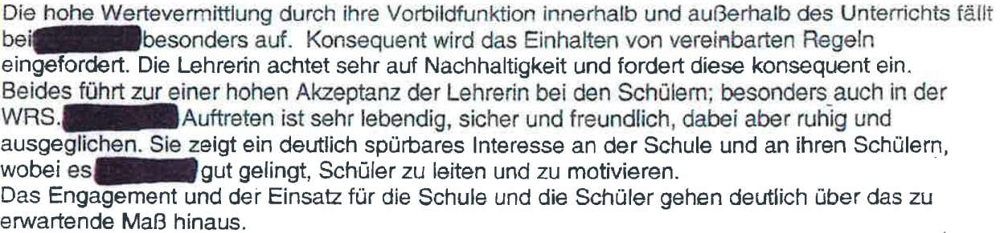 Die hohe Wertevermittlung durch ihre Vorbildfunktion innerhalb und außerhalb des Unterrichts fällt
bei besonders auf. Konsequent wird das Einhalten von vereinbarten Regeln
eingefordert. Die Lehrerin achtet sehr auf Nachhaltigkeit und fordert diese konsequent ein.
Beides führt zur einer hohen Akzeptanz der Lehrerin bei den Schülern; besonders auch in der
WRS. Auftreten ist sehr lebendig, sicher und freundlich, dabei aber ruhig und
ausgeglichen. Sie zeigt ein deutlich spürbares Interesse an der Schule und an ihren Schülern,
wobei es gut gelingt, Schüler zu leiten und zu motivieren.
Das Engagement und der Einsatz für die Schule und die Schüler gehen deutlich über das zu
erwartende Maß hinaus.